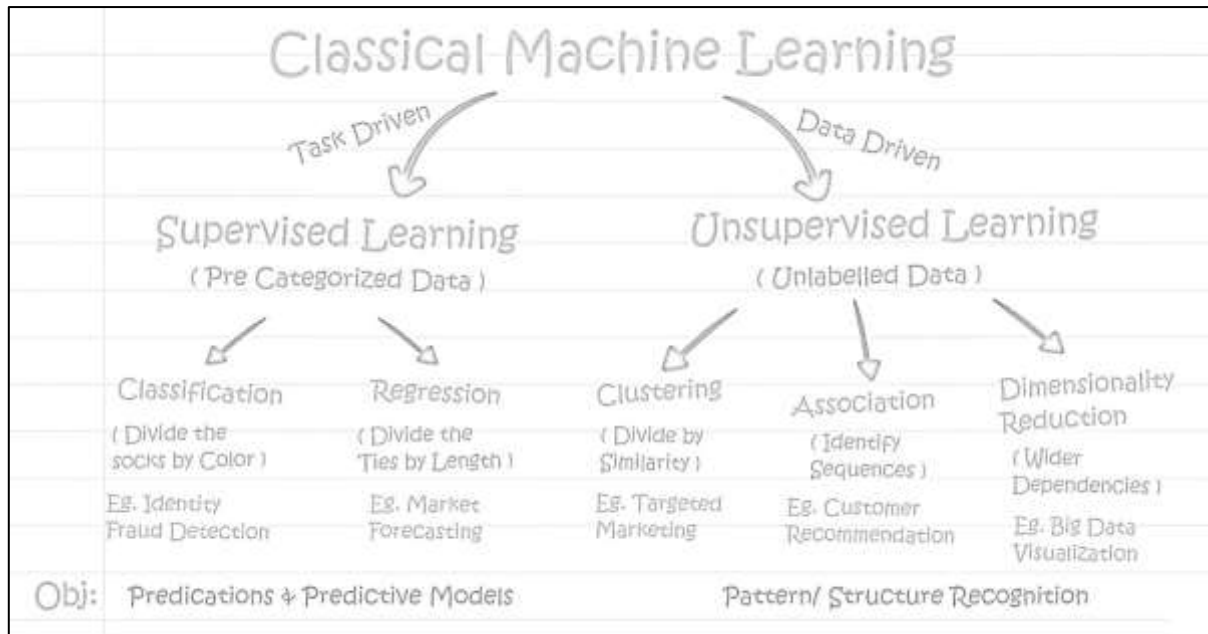 Classical Machine Learning
Task Driven
Data Driven
Supervised Learning
( Pre Categorized Data )
Unsupervised Learning
( Unlabelled Data )
Classification
( Divide the
socks by Color )
Eg. Identity
Fraud Detection
Regression
( Divide the
Ties by Length )
Eg. Market
Forecasting
Clustering
( Divide by
Similarity )
Eg. Targeted
Marketing
Association
( Identify
Sequences )
Eg. Customer
Recommendation
Dimensionality
Reduction
( Wider
Dependencies )
Eg. Big Data
Visualization
Obj: Predications & Predictive Models
Pattern/ Structure Recognition